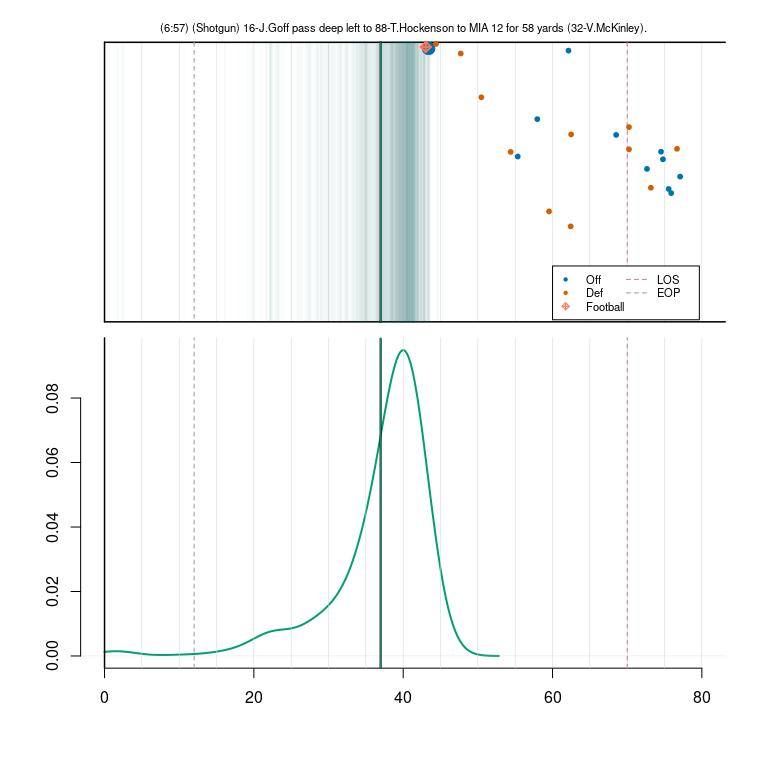 (6:57) (Shotgun) 16-J.Goff pass deep left to 88-T.Hockenson to MIA 12 for 58 yards (32-V.McKinley).
Off LOS
Def EOP
Football
0.08
0.06
0.04
0.02
0.00
0 20 40 60 80